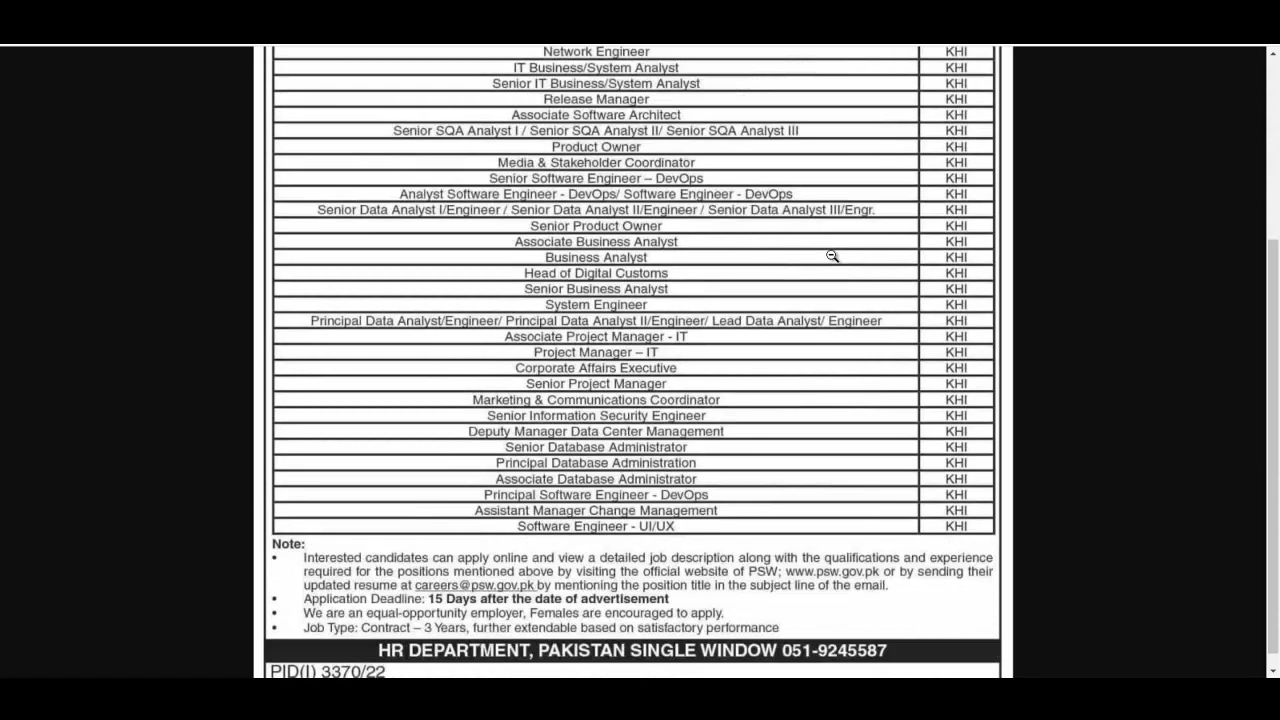 Network Engineer KHI
IT Business/System Analyst KHI
Senior IT Business/System Analyst KHI
Release Manager KHI
Associate Software Architect KHI
Senior SQA Analyst I / Senior SQA Analyst II/ Senior SQA Analyst III KHI
Product Owner KHI
Media & Stakeholder Coordinator KHI
Senior Software Engineer – DevOps KHI
Analyst Software Engineer - DevOps/ Software Engineer - DevOps KHI
Senior Data Analyst I/Engineer / Senior Data Analyst II/Engineer / Senior Data Analyst III/Engr. KHI
Senior Product Owner KHI
Associate Business Analyst KHI
Business Analyst KHI
Head of Digital Customs KHI
Senior Business Analyst KHI
System Engineer KHI
Principal Data Analyst/Engineer/ Principal Data Analyst II/Engineer/ Lead Data Analyst/ Engineer KHI
Associate Project Manager - IT KHI
Project Manager – IT KHI
Corporate Affairs Executive KHI
Senior Project Manager KHI
Marketing & Communications Coordinator KHI
Senior Information Security Engineer KHI
Deputy Manager Data Center Management KHI
Senior Database Administrator KHI
Principal Database Administration KHI
Associate Database Administrator KHI
Principal Software Engineer - DevOps KHI
Assistant Manager Change Management KHI
Software Engineer - UI/UX KHI
Note:
• Interested candidates can apply online and view a detailed job description along with the qualifications and experience
required for the positions mentioned above by visiting the official website of PSW; www.psw.gov.pk or by sending their
updated resume at careers@psw.gov.pk by mentioning the position title in the subject line of the email.
• Application Deadline: 15 Days after the date of advertisement
• We are an equal-opportunity employer, Females are encouraged to apply.
• Job Type: Contract – 3 Years, further extendable based on satisfactory performance
HR DEPARTMENT, PAKISTAN SINGLE WINDOW 051-9245587
PID(I) 3370/22